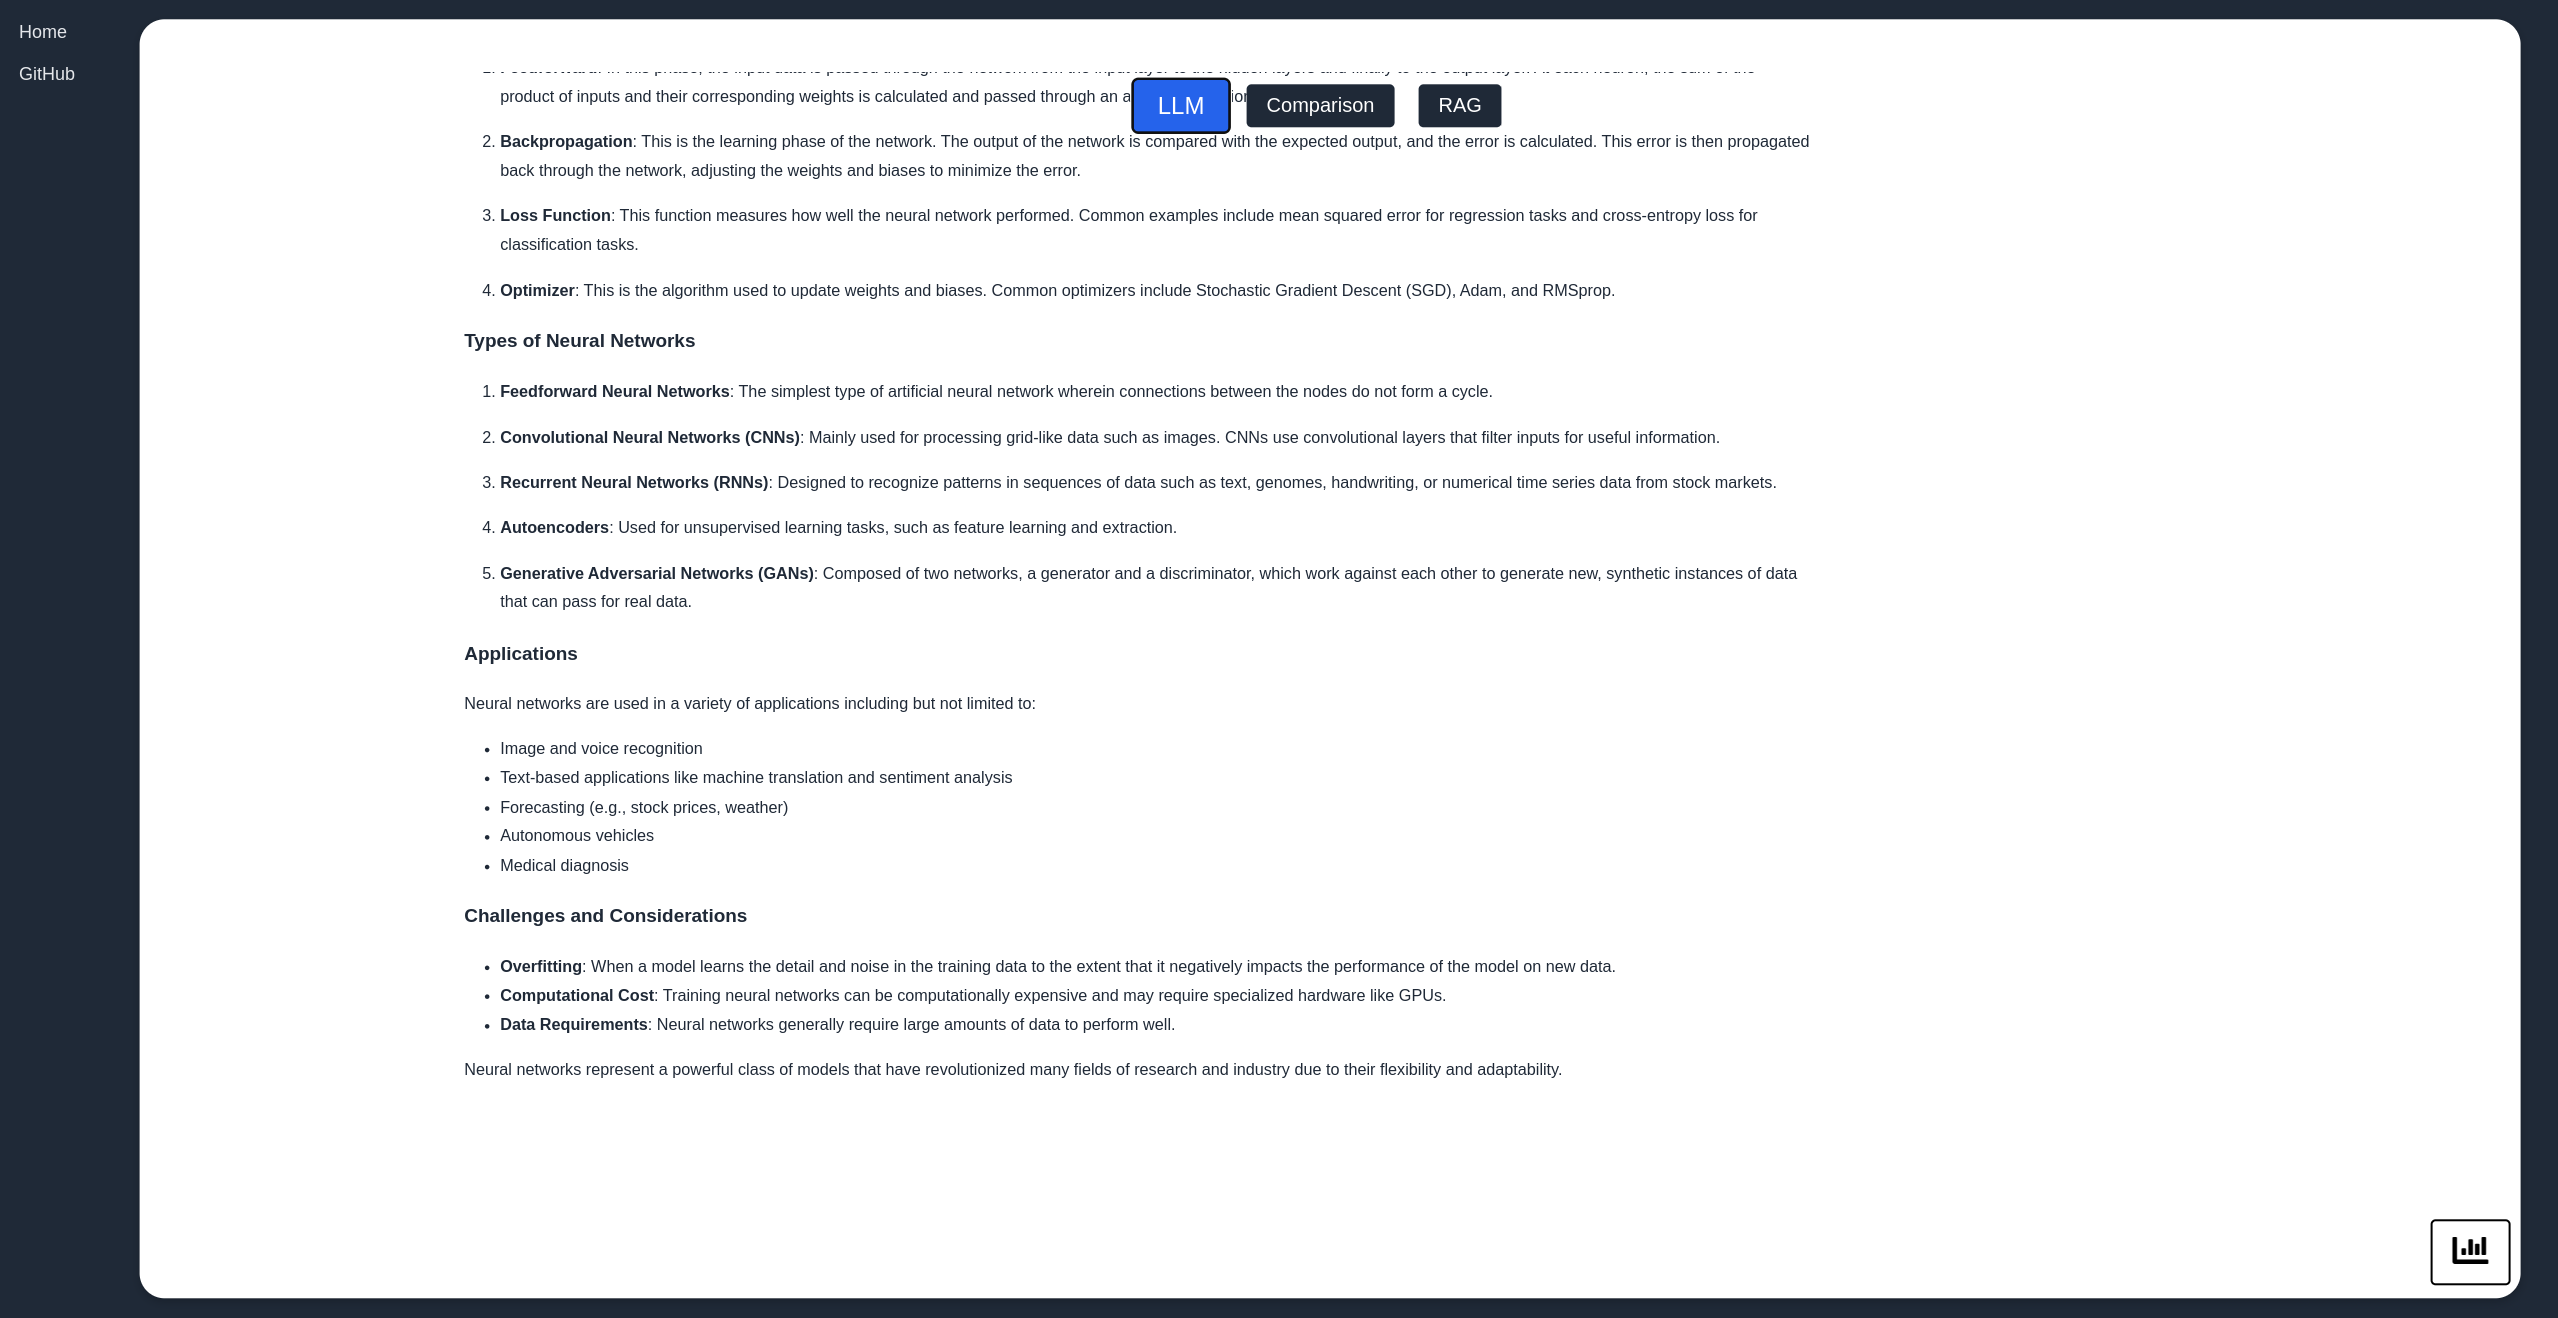 Home
GitHub
product of inputs and their corresponding weights is calculated and passed through an
LLM
Comparison
RAG
2. Backpropagation: This is the learning phase of the network. The output of the network is compared with the expected output, and the error is calculated. This error is then propagated
back through the network, adjusting the weights and biases to minimize the error.
3. Loss Function: This function measures how well the neural network performed. Common examples include mean squared error for regression tasks and cross-entropy loss for
classification tasks.
4. Optimizer: This is the algorithm used to update weights and biases. Common optimizers include Stochastic Gradient Descent (SGD), Adam, and RMSprop.
Types of Neural Networks
1. Feedforward Neural Networks: The simplest type of artificial neural network wherein connections between the nodes do not form a cycle.
2. Convolutional Neural Networks (CNNs): Mainly used for processing grid-like data such as images. CNNs use convolutional layers that filter inputs for useful information.
3. Recurrent Neural Networks (RNNs): Designed to recognize patterns in sequences of data such as text, genomes, handwriting, or numerical time series data from stock markets.
4. Autoencoders: Used for unsupervised learning tasks, such as feature learning and extraction.
5. Generative Adversarial Networks (GANs): Composed of two networks, a generator and a discriminator, which work against each other to generate new, synthetic instances of data
that can pass for real data.
Applications
Neural networks are used in a variety of applications including but not limited to:
• Image and voice recognition
• Text-based applications like machine translation and sentiment analysis
• Forecasting (e.g., stock prices, weather)
• Autonomous vehicles
• Medical diagnosis
Challenges and Considerations
• Overfitting: When a model learns the detail and noise in the training data to the extent that it negatively impacts the performance of the model on new data.
• Computational Cost: Training neural networks can be computationally expensive and may require specialized hardware like GPUs.
• Data Requirements: Neural networks generally require large amounts of data to perform well.
Neural networks represent a powerful class of models that have revolutionized many fields of research and industry due to their flexibility and adaptability.